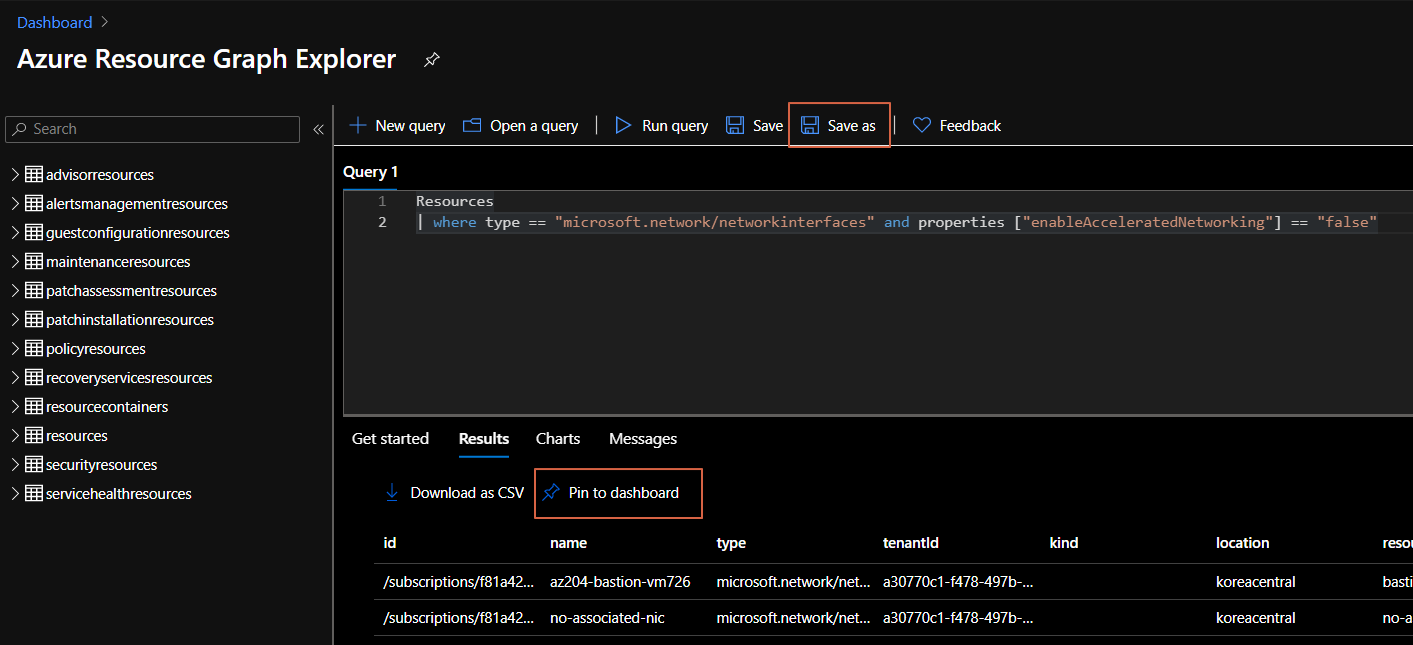 Dashboard
Azure Resource Graph Explorer
Search
New query
Open a query
Run query
Save
Save as
Feedback
advisorresources
alertsmanagementresources
guestconfigurationresources
maintenanceresources
patchassessmentresources
patchinstallationresources
policyresources
recoveryservicesresources
resourcecontainers
resources
securityresources
servicehealthresources
Query 1
1 Resources
2 | where type == "microsoft.network/networkinterfaces" and properties ["enableAcceleratedNetworking"] == "false"
Get started Results Charts Messages
Download as CSV Pin to dashboard
id name type tenantId kind location resou
/subscriptions/f81a42... az204-bastion-vm726 microsoft.network/net... a30770c1-f478-497b-... koreacentral basti
/subscriptions/f81a42... no-associated-nic microsoft.network/net... a30770c1-f478-497b-... koreacentral no-a